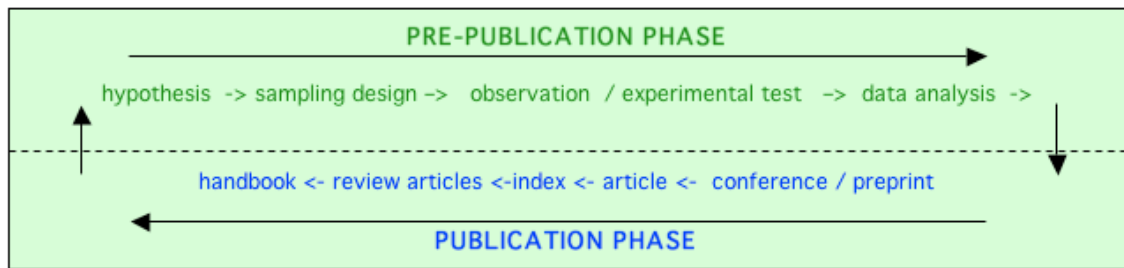 PRE-PUBLICATION PHASE
hypothesis -> sampling design –> observation / experimental test –> data analysis ->
handbook <- review articles <-index <- article <- conference / preprint
PUBLICATION PHASE